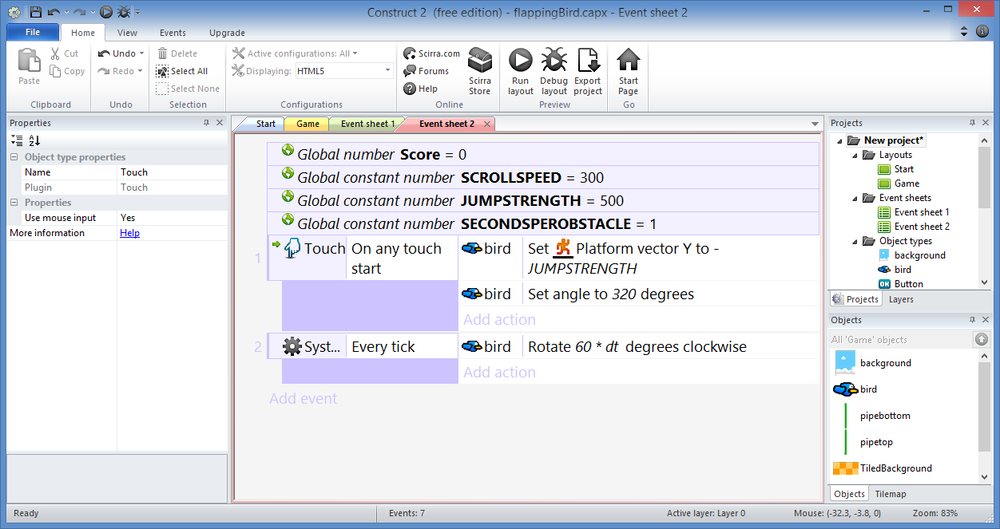 Construct 2 (free edition) - flappingBird.capx - Event sheet 2
File Home View Events Upgrade
Paste
Cut
Copy
Clipboard
Undo
Redo
Undo
Delete
Select All
Select None
Selection
Active configurations: All
Displaying: HTML5
Configurations
Scirra.com
Forums
Help
Scirra
Store
Online
Run
layout
Debug
layout
Export
project
Preview
Start
Page
Go
Properties
Object type properties
Name Touch
Plugin Touch
Properties
Use mouse input Yes
More information Help
Start Game Event sheet 1 Event sheet 2
Global number Score = 0
Global constant number SCROLLSPEED = 300
Global constant number JUMPSTRENGTH = 500
Global constant number SECONDSPEROBSTACLE = 1
1 Touch On any touch
start
bird Set Platform vector Y to -
JUMPSTRENGTH
bird Set angle to 320 degrees
Add action
2 Syst... Every tick bird Rotate 60 * dt degrees clockwise
Add action
Add event
Projects
New project*
Layouts
Start
Game
Event sheets
Event sheet 1
Event sheet 2
Object types
background
bird
OK Button
Projects Layers
Objects
All 'Game' objects
background
bird
pipebottom
pipetop
TiledBackground
Objects Tilemap
Ready Events: 7 Active layer: Layer 0 Mouse: (-32.3, -3.8, 0) Zoom: 83%